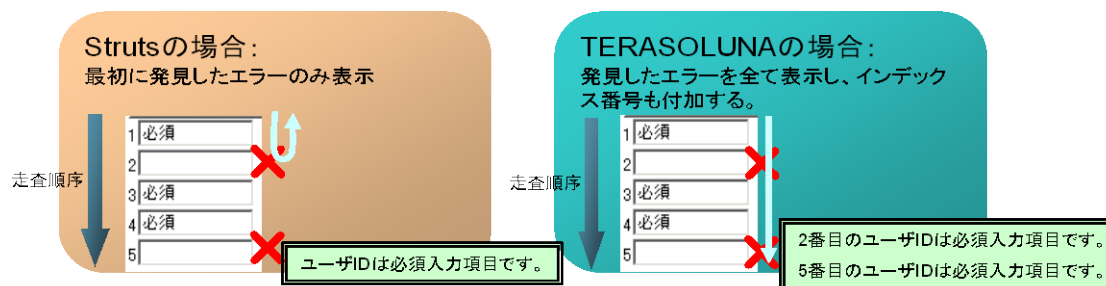 Strutsの場合:
最初に発見したエラーのみ表示
走査順序
1 必須
2
3 必須
4 必須
5
ユーザIDは必須入力項目です。
TERASOLUNAの場合:
発見したエラーを全て表示し、インデック
ス番号も付加する。
走査順序
1 必須
2
3 必須
4 必須
5
2番目のユーザIDは必須入力項目です。
5番目のユーザIDは必須入力項目です。